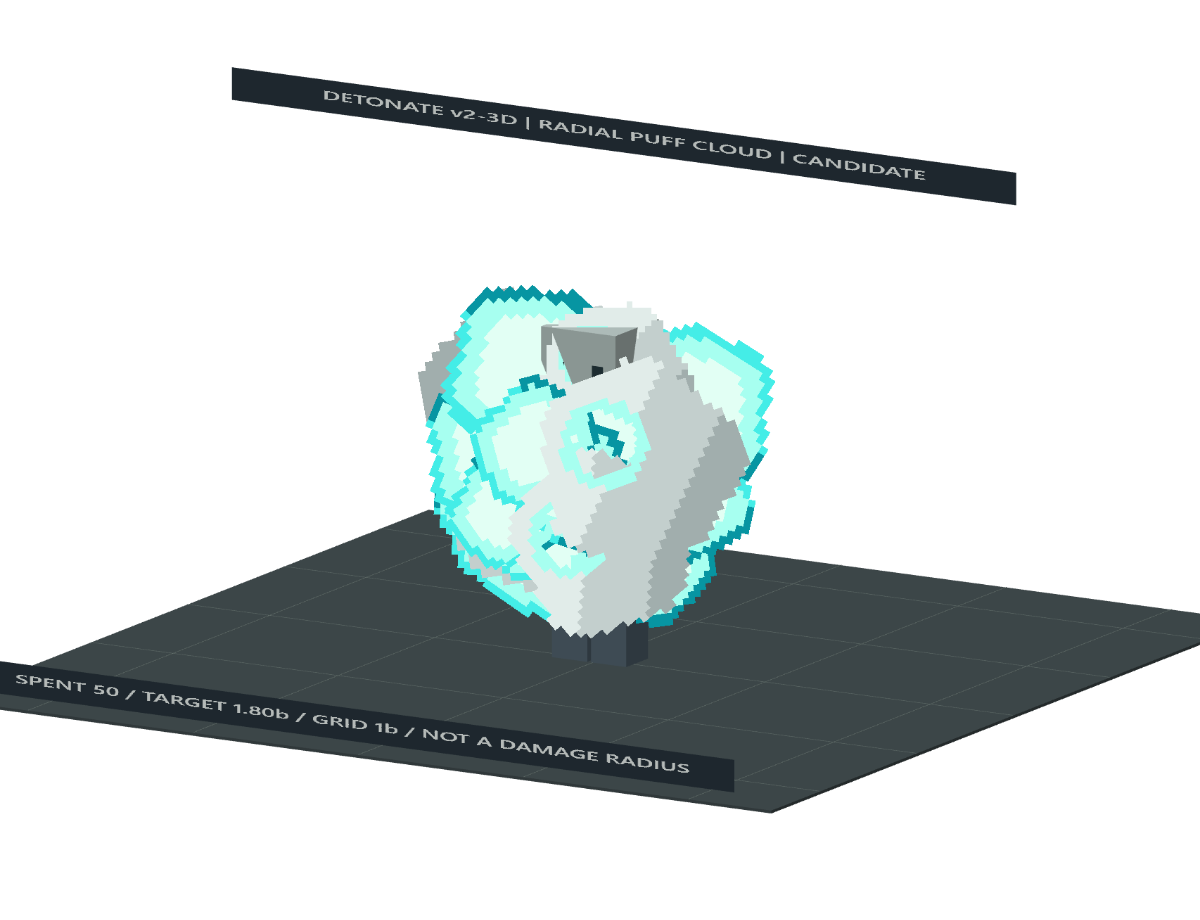 DETONATE v2-3D | RADIAL PUFF CLOUD | CANDIDATE
SPENT 50 / TARGET 1.80b / GRID 1b / NOT A DAMAGE RADIUS